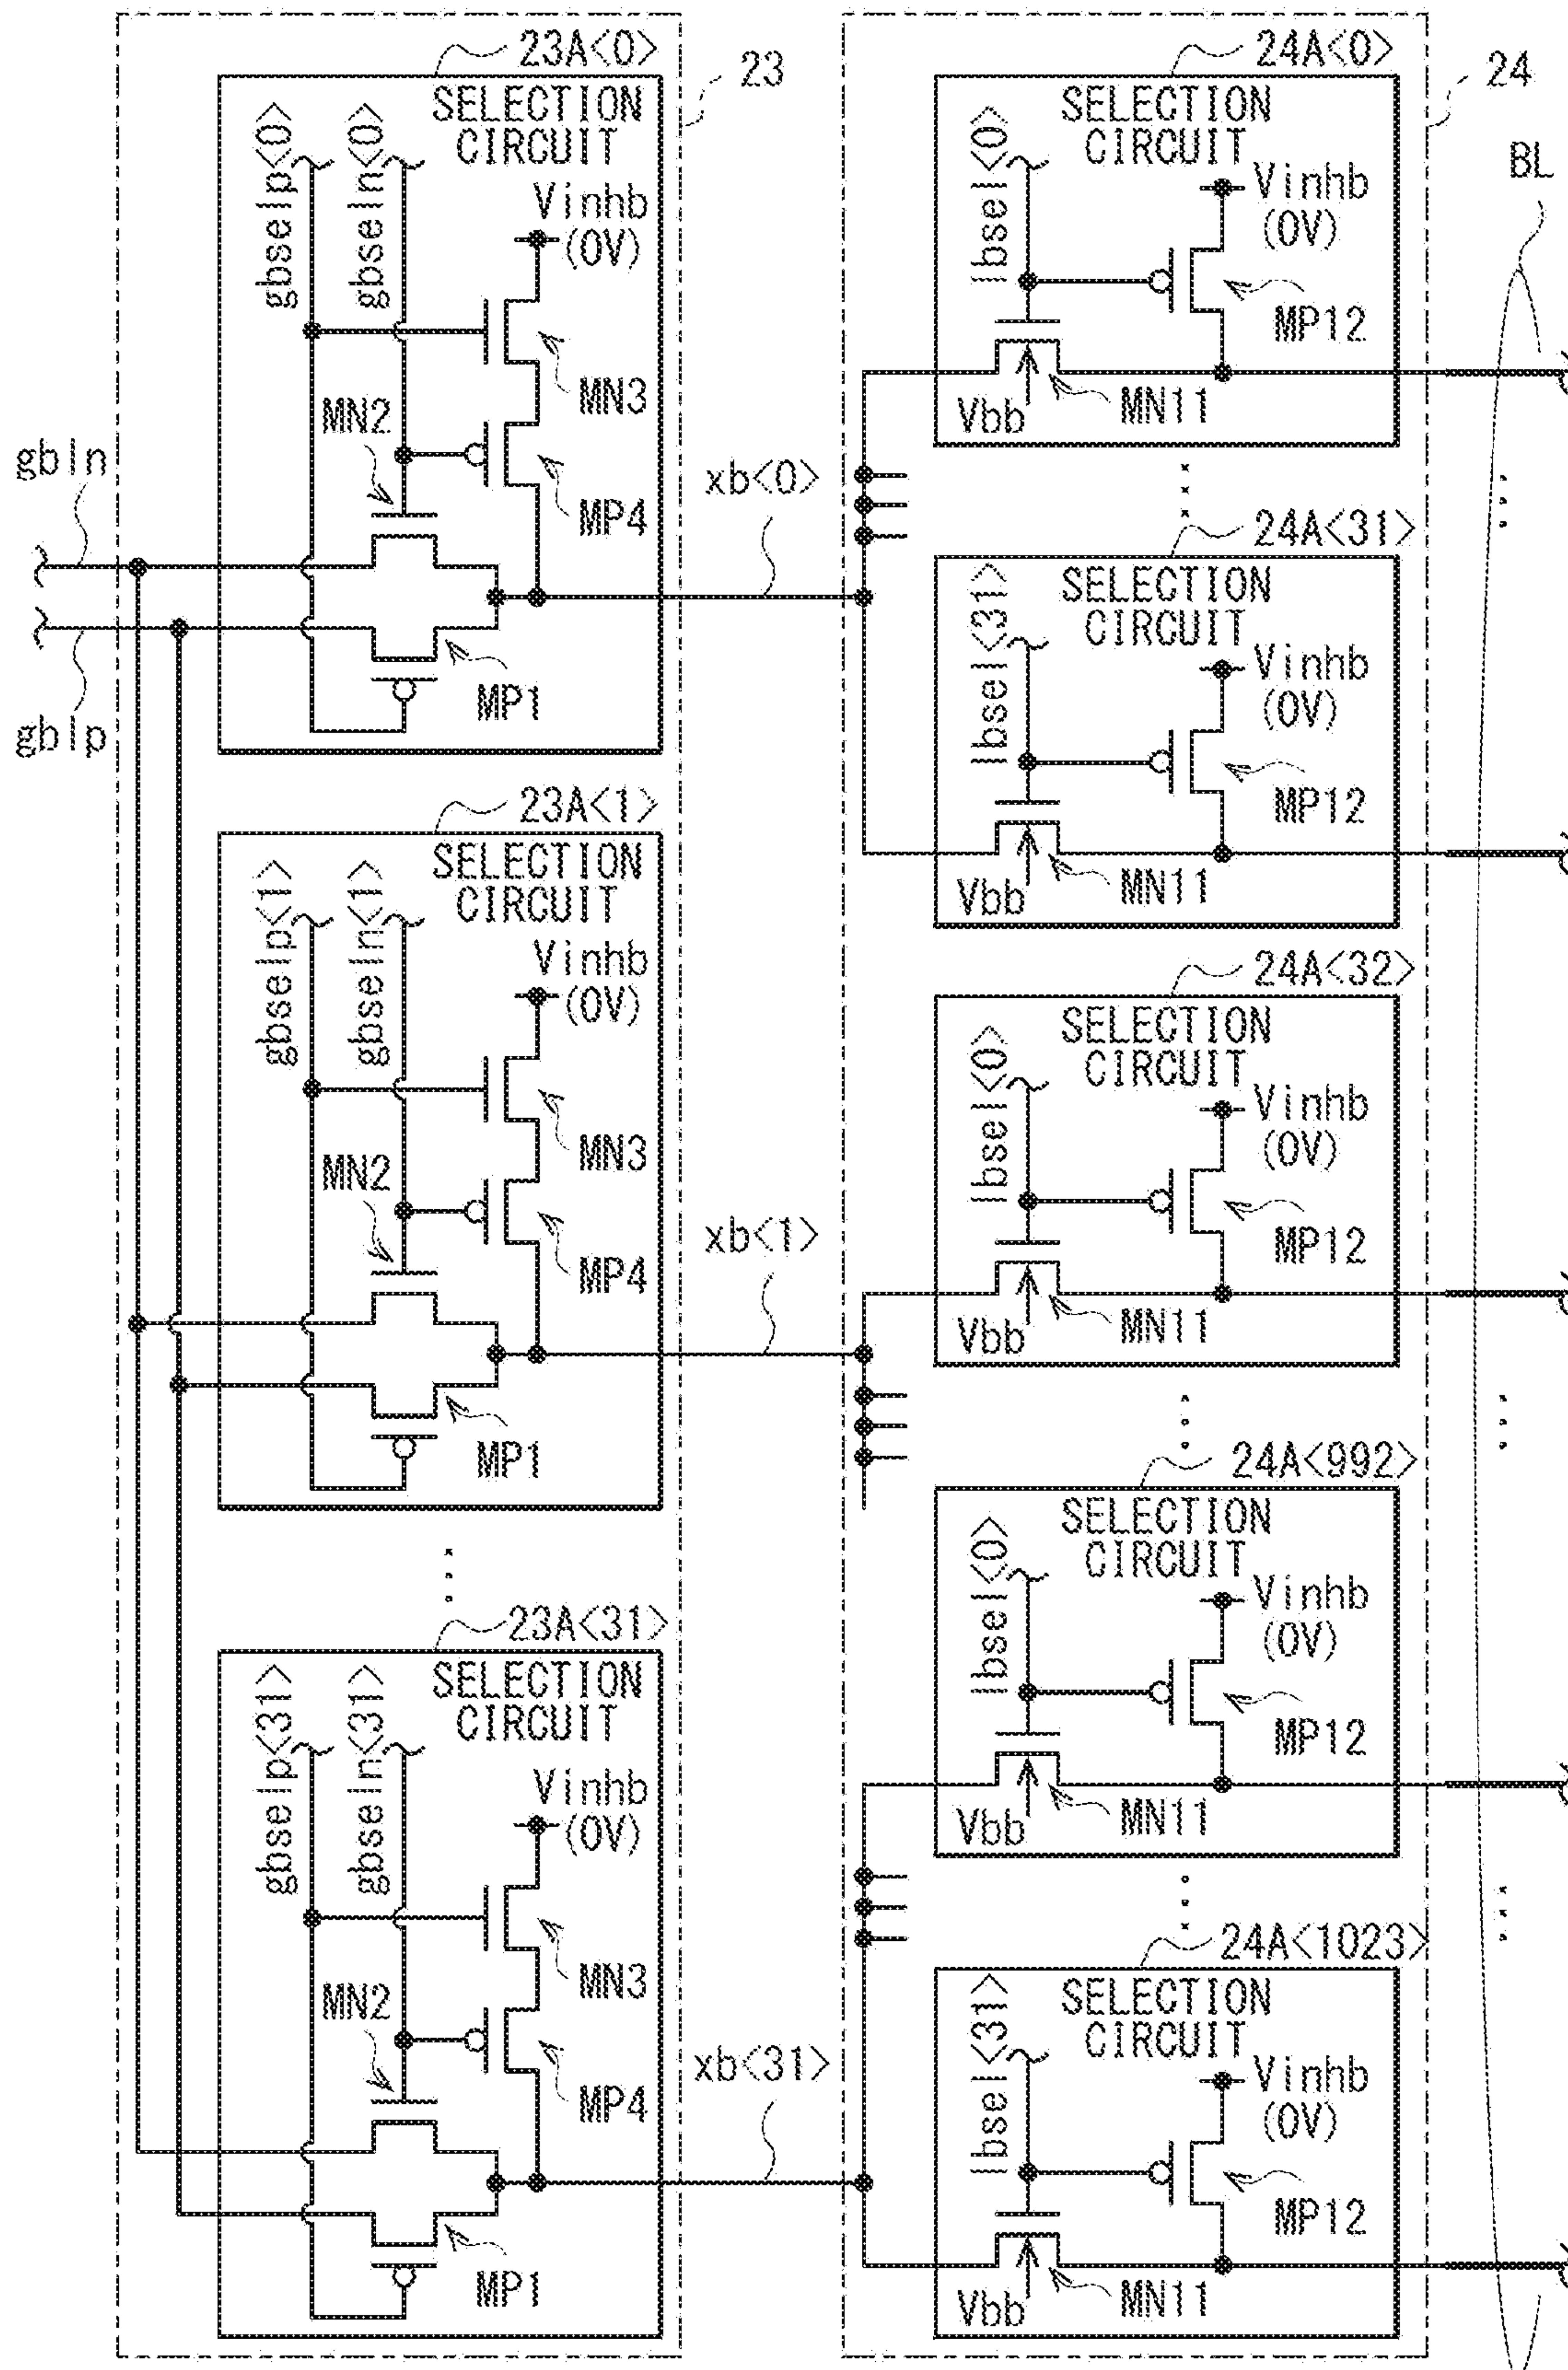 23A<0>
SELECTION
CIRCUIT
gbselp<0>
gbseln<0>
Vinhb
(0V)
MN3
MN2
MP4
MP1
23
gbln
gblp
xb<0>
23A<1>
SELECTION
CIRCUIT
gbselp<1>
gbseln<1>
Vinhb
(0V)
MN3
MN2
MP4
MP1
xb<1>
23A<31>
SELECTION
CIRCUIT
gbselp<31>
gbseln<31>
Vinhb
(0V)
MN3
MN2
MP4
MP1
xb<31>
24A<0>
SELECTION
CIRCUIT
lbsel<0>
Vinhb
(0V)
MP12
MN11
Vbb
24
BL
24A<31>
SELECTION
CIRCUIT
lbsel<31>
Vinhb
(0V)
MP12
MN11
Vbb
24A<32>
SELECTION
CIRCUIT
lbsel<0>
Vinhb
(0V)
MP12
MN11
Vbb
24A<992>
SELECTION
CIRCUIT
lbsel<0>
Vinhb
(0V)
MP12
MN11
Vbb
24A<1023>
SELECTION
CIRCUIT
lbsel<31>
Vinhb
(0V)
MP12
MN11
Vbb